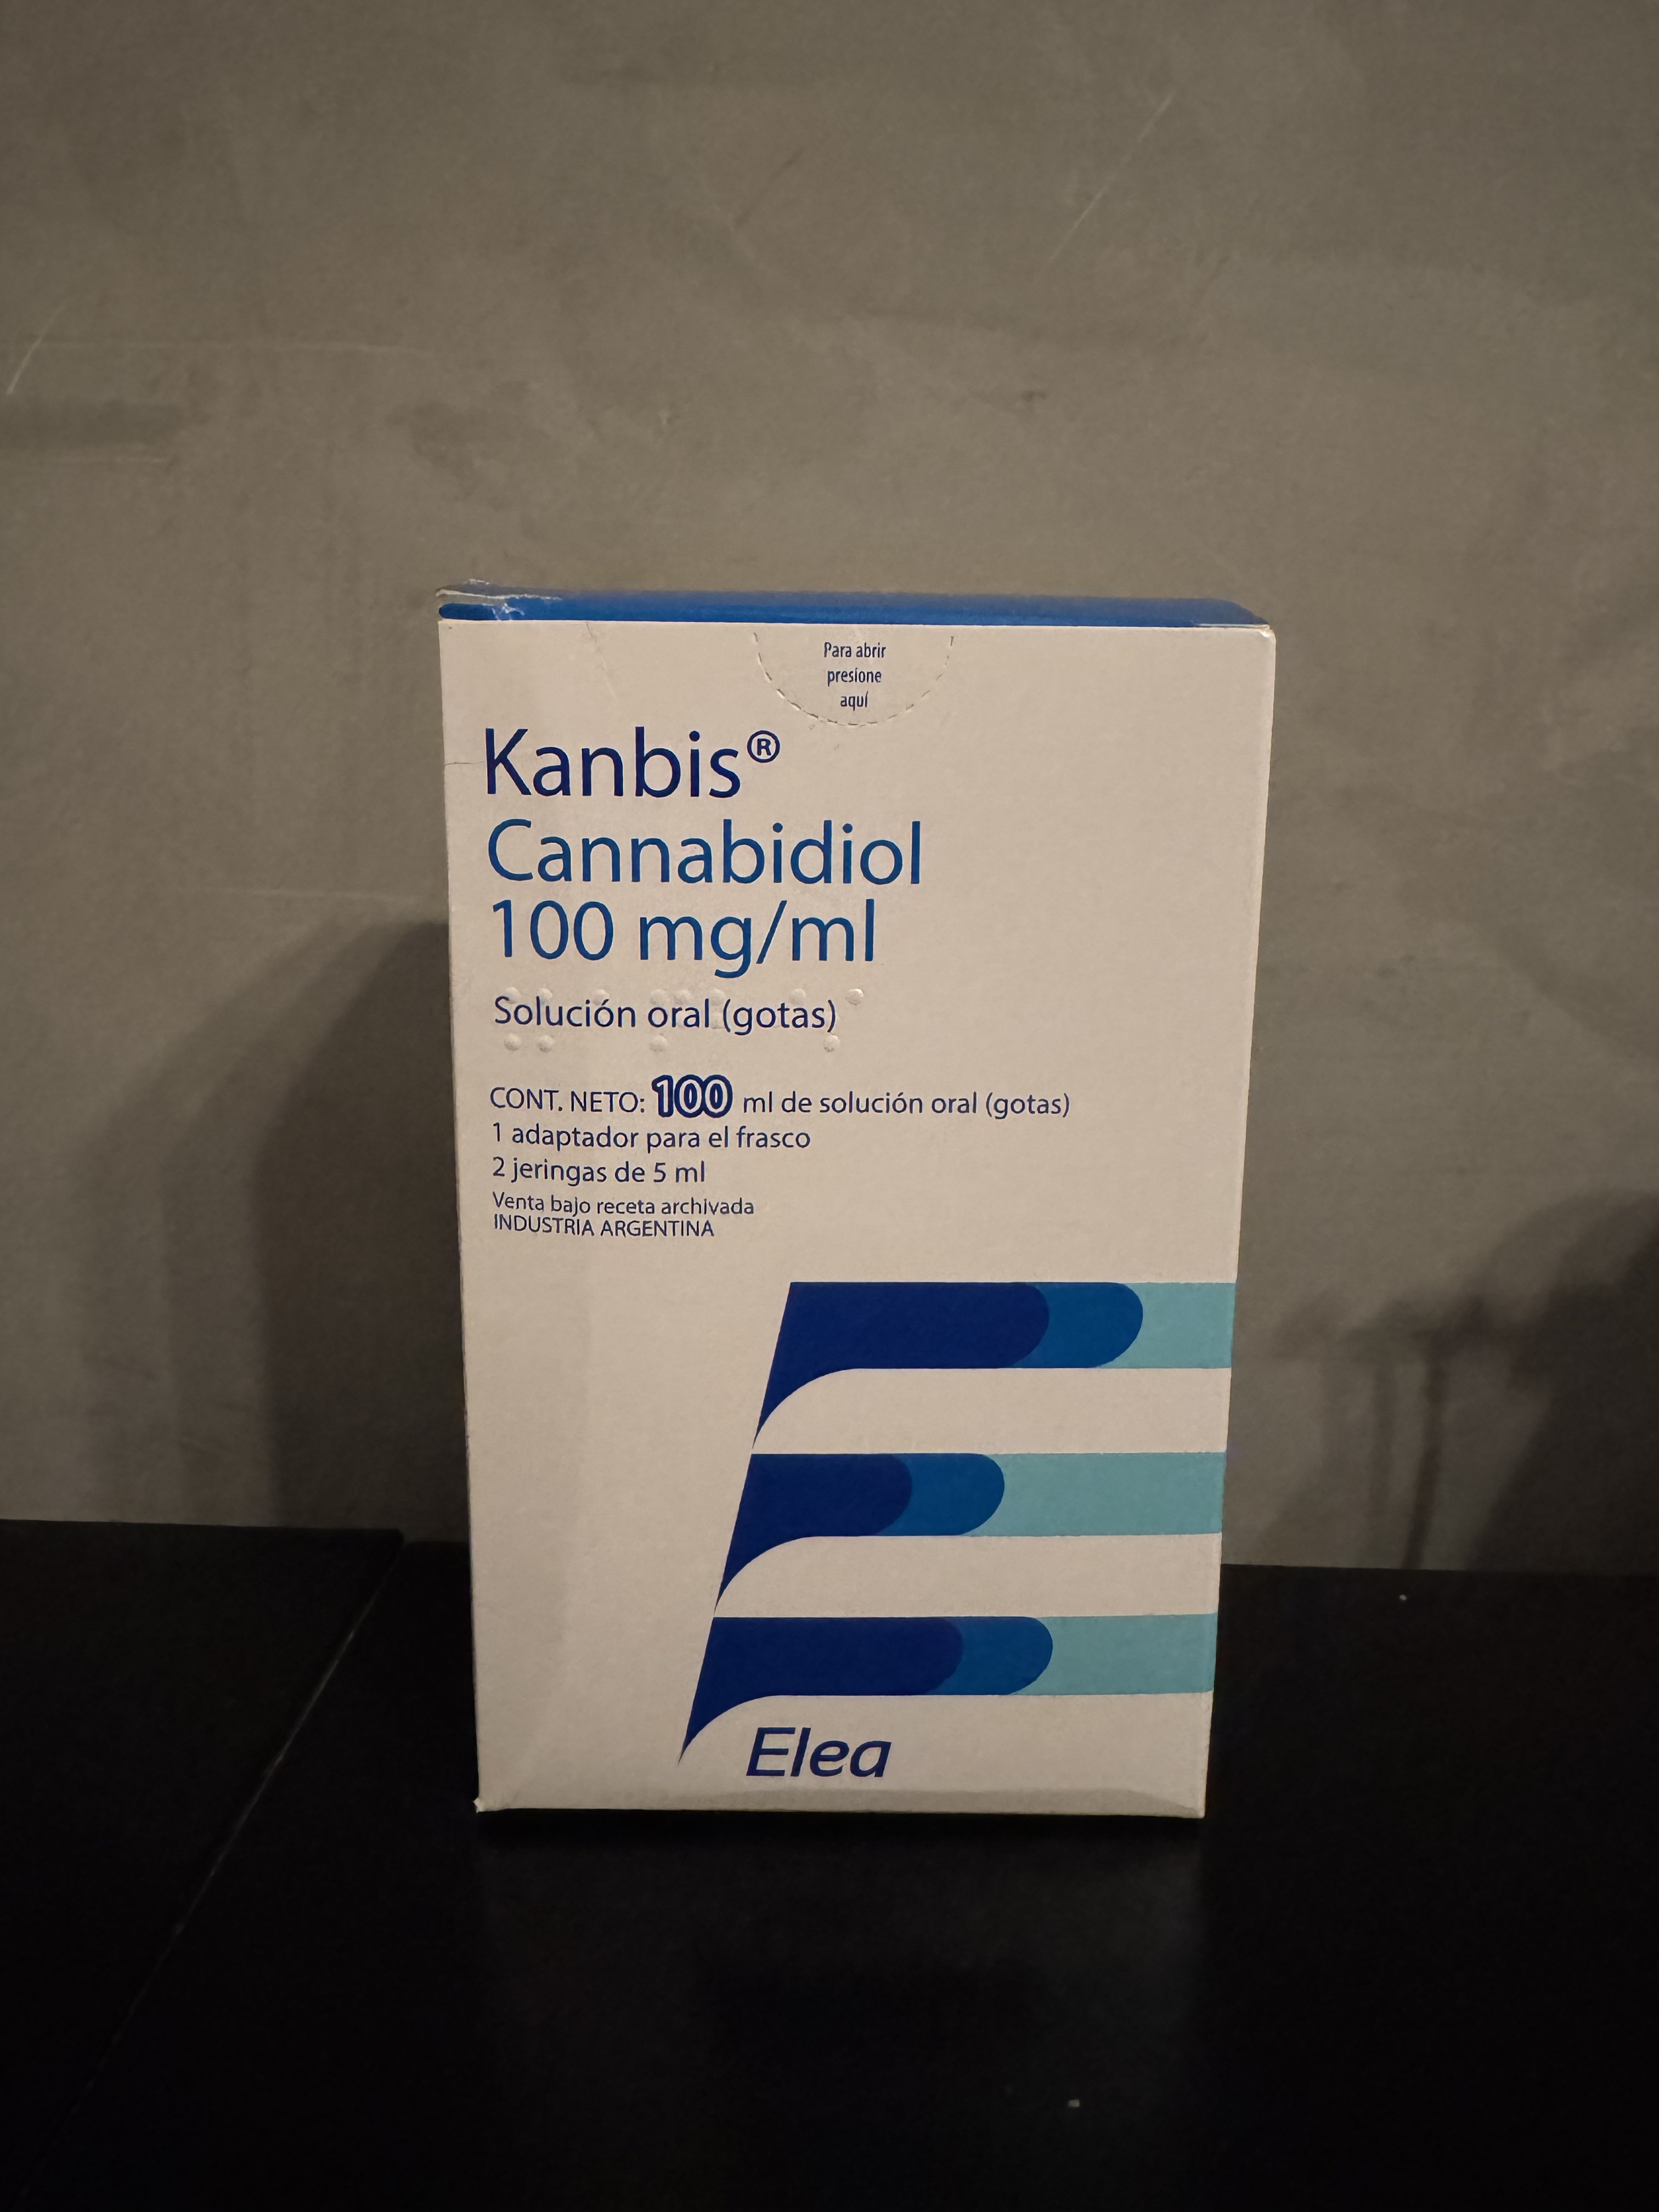 Para abrir
presione
aquí
Kanbis®
Cannabidiol
100 mg/ml
Solución oral (gotas)
CONT. NETO: 100 ml de solución oral (gotas)
1 adaptador para el frasco
2 jeringas de 5 ml
Venta bajo receta archivada
INDUSTRIA ARGENTINA
Elea